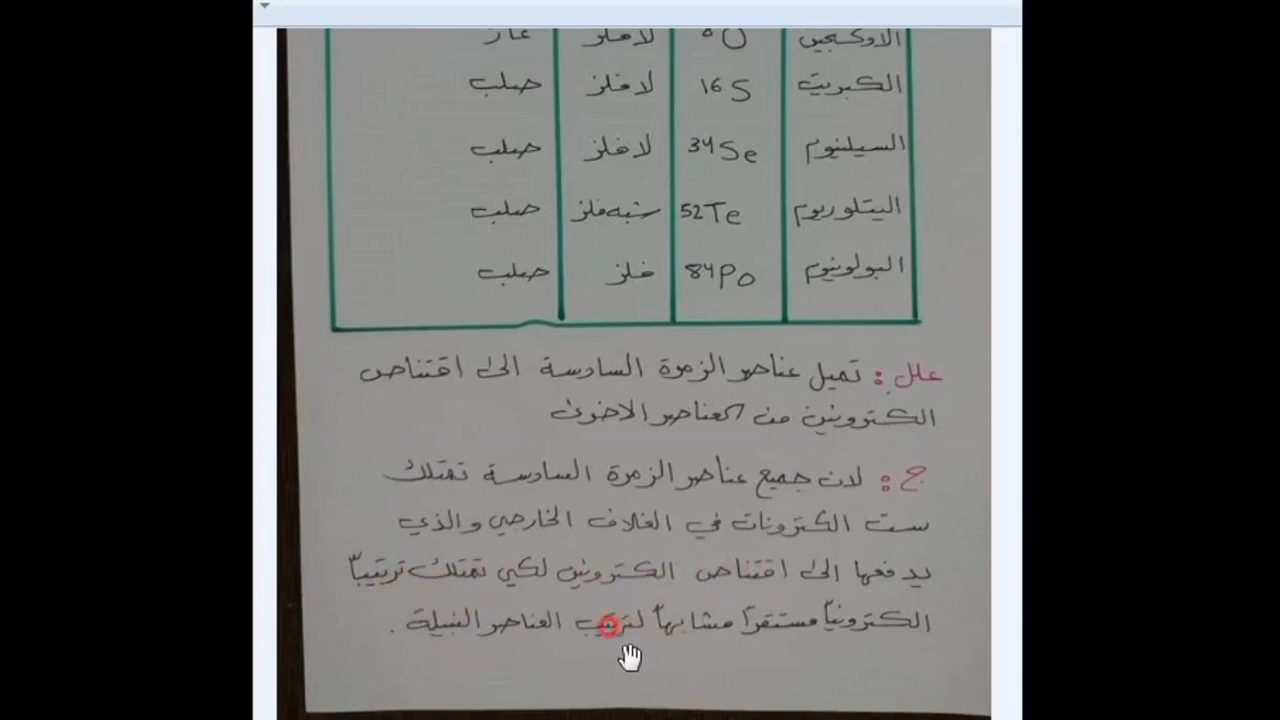 الاوكسجين 8O لا فلز غاز
الكبريت 16S لا فلز صلب
السيلنيوم 34Se لا فلز صلب
اليتلوريوم 52Te شبه فلز صلب
البولونيوم 84Po فلز صلب
علل : تميل عناصر الزمرة السادسة الى اقتناص
الكترونين من العناصر الاخرى
ج : لان جميع عناصر الزمرة السادسة تمتلك
ست الكترونات في الغلاف الخارجي والذي
يدفعها الى اقتناص الكترونين لكي تمتلك ترتيباً
الكترونياً مستقراً مشابهاً لترتيب العناصر النبيلة .